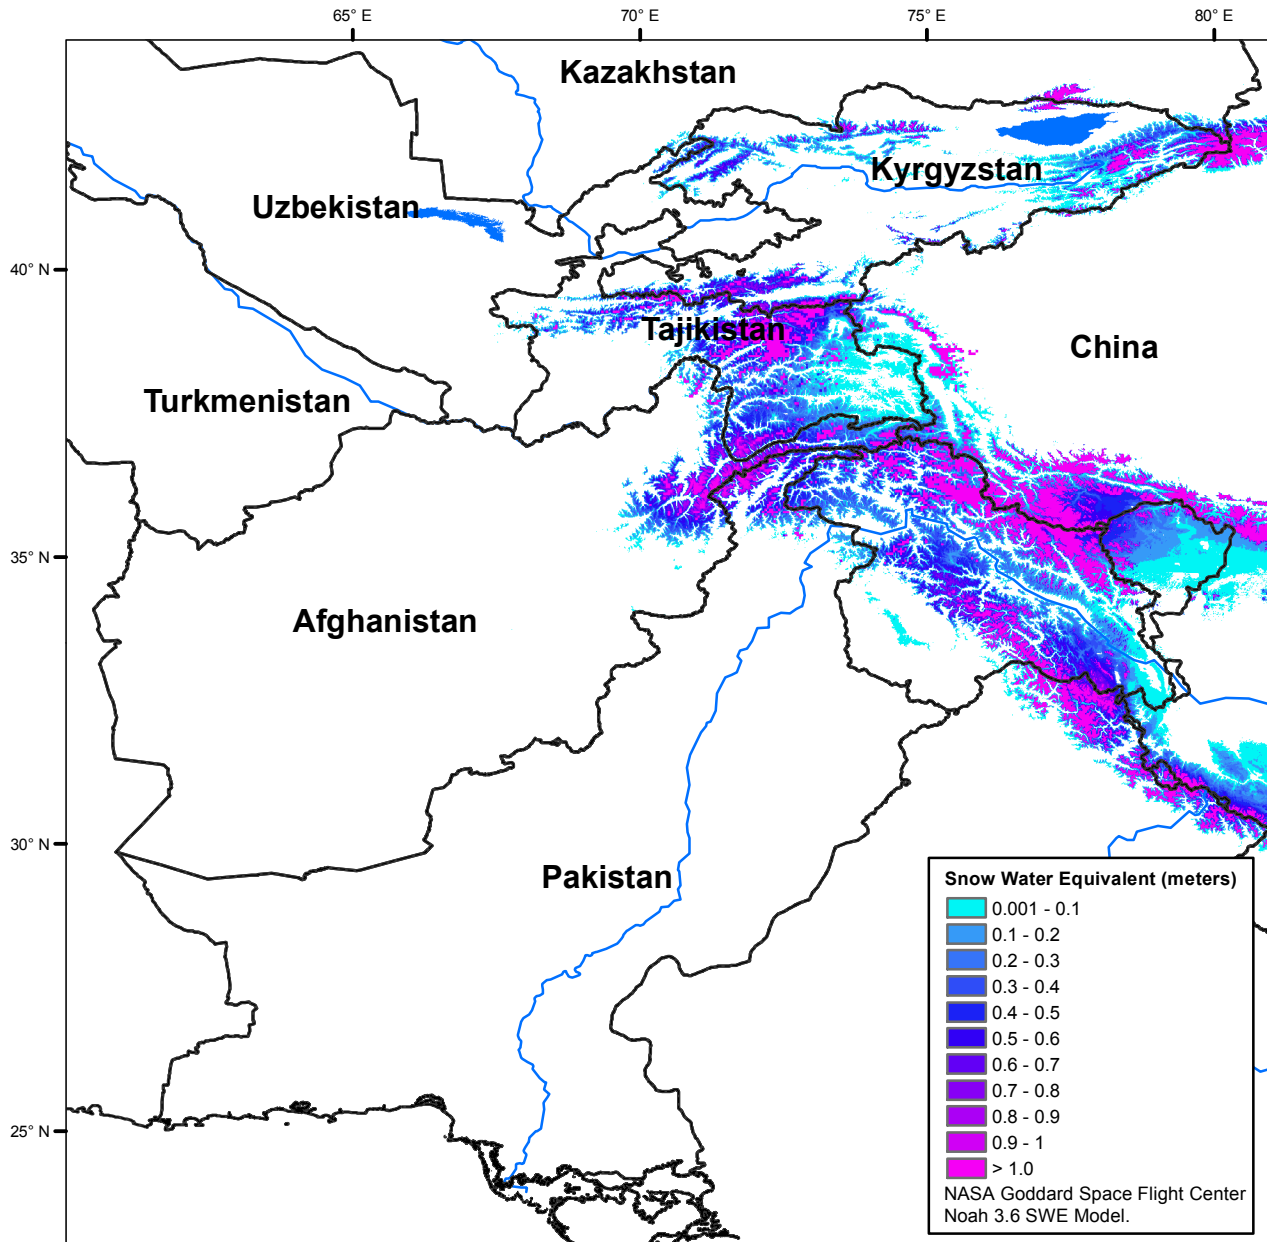 65° E
70° E
75° E
80° E
Kazakhstan
Kyrgyzstan
Uzbekistan
40° N
Tajikistan
China
Turkmenistan
35° N
Afghanistan
30° N
Pakistan
25° N
Snow Water Equivalent (meters)
0.001 - 0.1
0.1 - 0.2
0.2 - 0.3
0.3 - 0.4
0.4 - 0.5
0.5 - 0.6
0.6 - 0.7
0.7 - 0.8
0.8 - 0.9
0.9 - 1
> 1.0
NASA Goddard Space Flight Center
Noah 3.6 SWE Model.